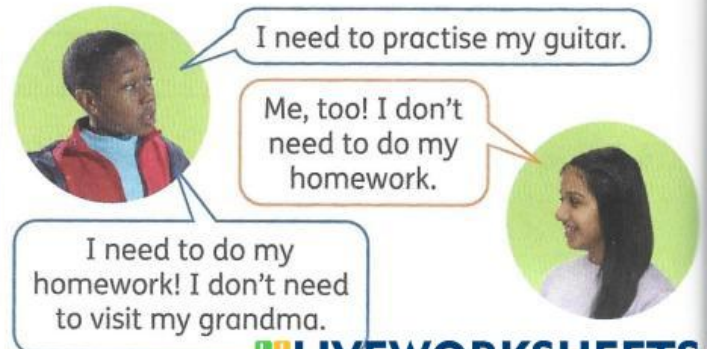 I need to practise my guitar.
Me, too! I don't
need to do my
homework.
I need to do my
homework! I don't need
to visit my grandma.
LIVEWORKSHEETS